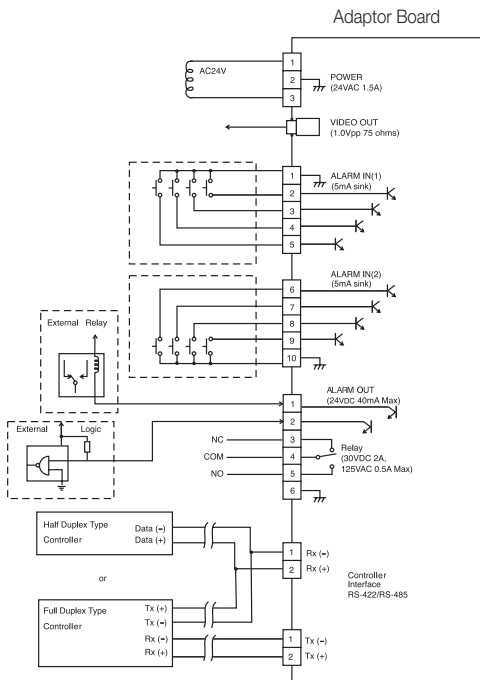 Adaptor Board
AC24V
1
2
3
POWER
(24VAC 1.5A)
VIDEO OUT
(1.0Vpp 75 ohms)
1
2
3
4
5
ALARM IN(1)
(5mA sink)
6
7
8
9
10
ALARM IN(2)
(5mA sink)
External Relay
External Logic
NC
COM
NO
1
2
3
4
5
6
ALARM OUT
(24VDC 40mA Max)
Relay
(30VDC 2A,
125VAC 0.5A Max)
Half Duplex Type
Controller
Data (-)
Data (+)
or
Full Duplex Type
Controller
Tx (+)
Tx (-)
Rx (-)
Rx (+)
1 Rx (-)
2 Rx (+)
Controller
Interface
RS-422/RS-485
1 Tx (-)
2 Tx (+)